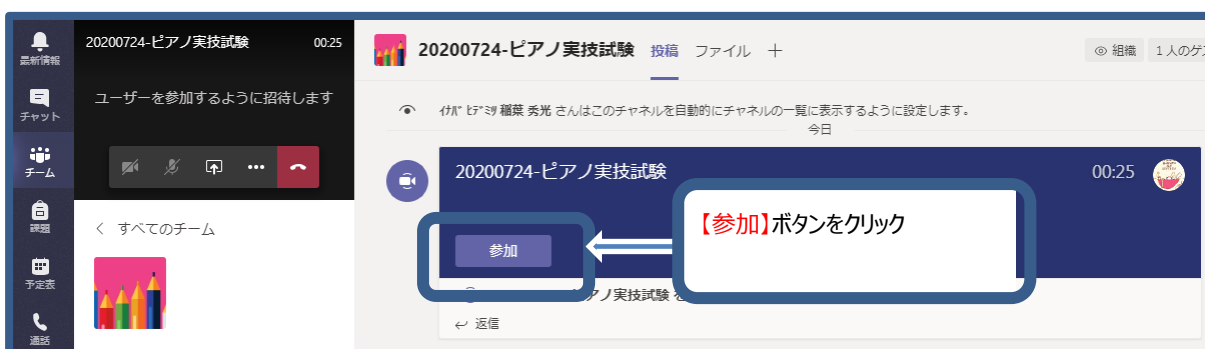 最新情報
チャット
チーム
課題
予定表
通話
20200724-ピアノ実技試験 00:25
ユーザーを参加するように招待します
すべてのチーム
20200724-ピアノ実技試験 投稿 ファイル
組織 1人のゲ
ｲﾅﾊﾞ ﾋﾃﾞﾐﾂ 稲葉 秀光 さんはこのチャネルを自動的にチャネルの一覧に表示するように設定します。
今日
20200724-ピアノ実技試験 00:25
【参加】ボタンをクリック
参加
アノ実技試験
返信